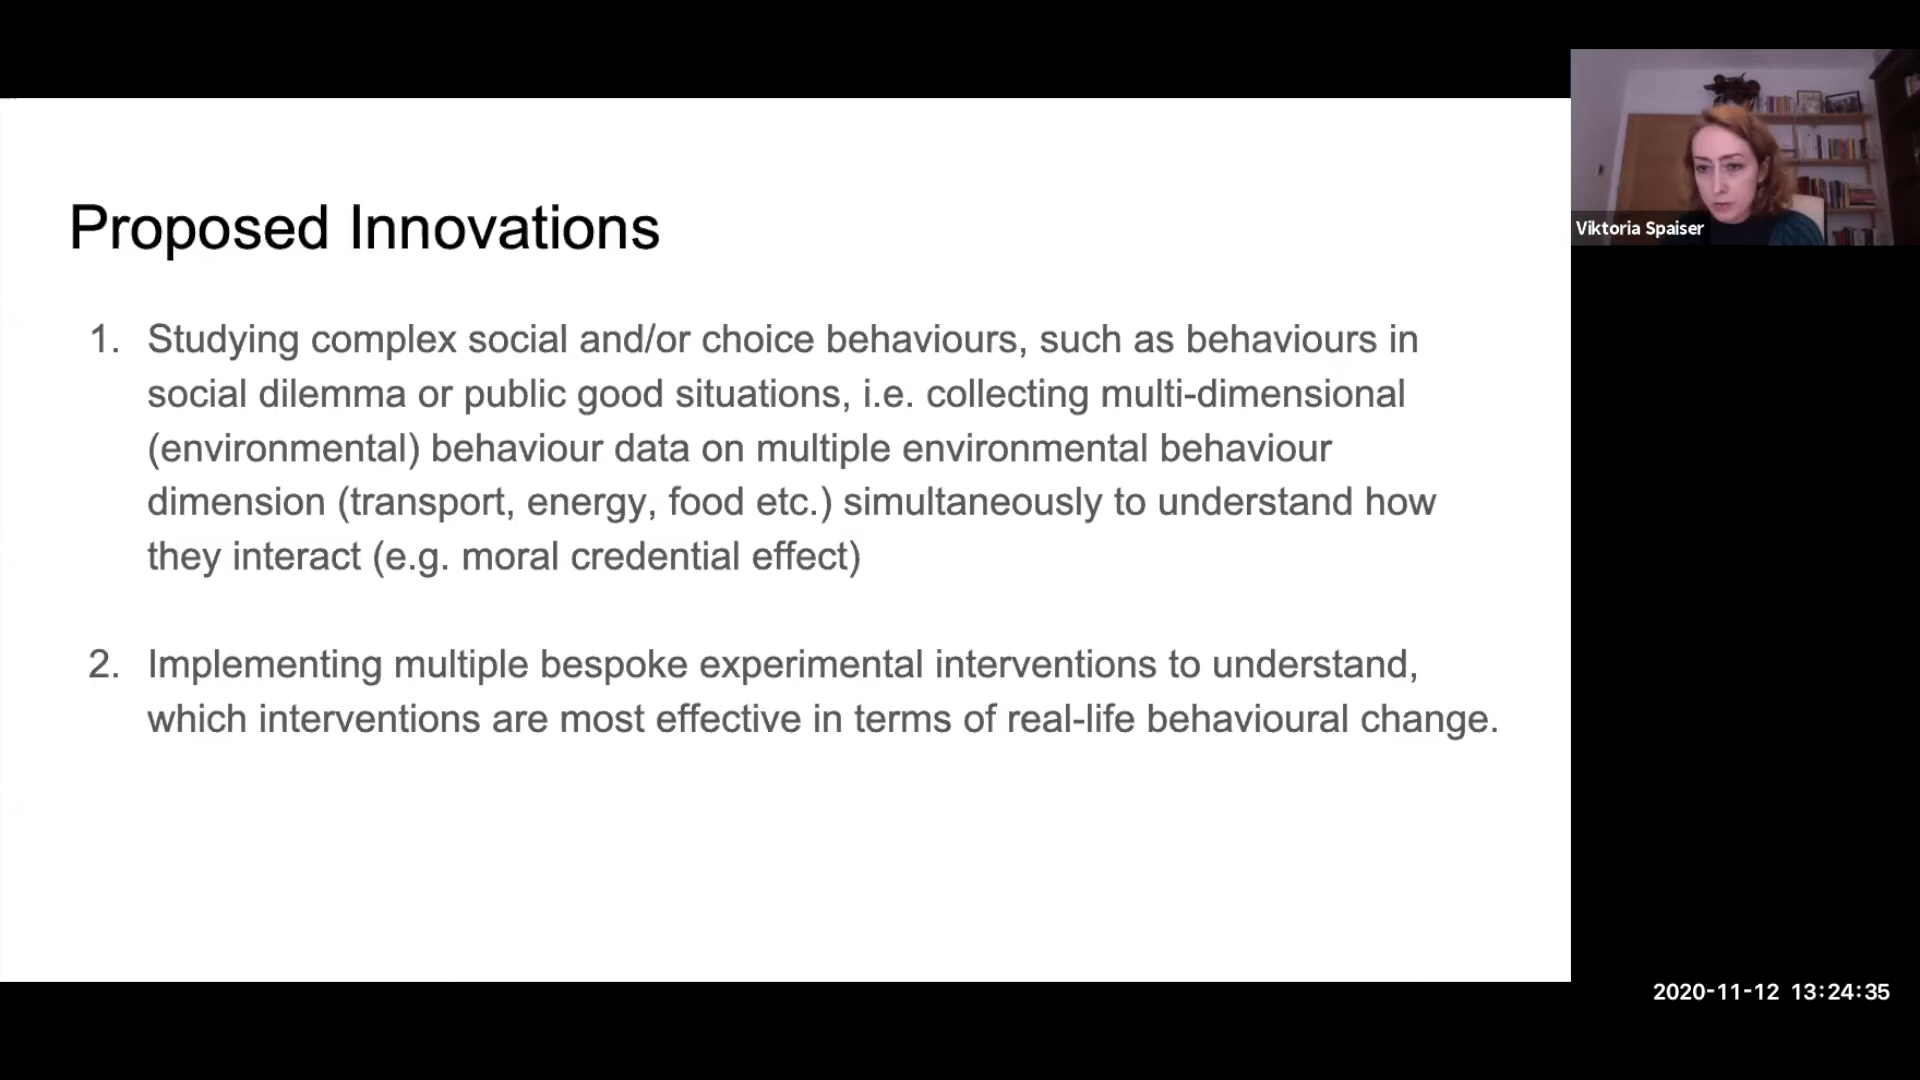 Proposed Innovations
1. Studying complex social and/or choice behaviours, such as behaviours in
social dilemma or public good situations, i.e. collecting multi-dimensional
(environmental) behaviour data on multiple environmental behaviour
dimension (transport, energy, food etc.) simultaneously to understand how
they interact (e.g. moral credential effect)
2. Implementing multiple bespoke experimental interventions to understand,
which interventions are most effective in terms of real-life behavioural change.
Viktoria Spaiser
2020-11-12 13:24:35